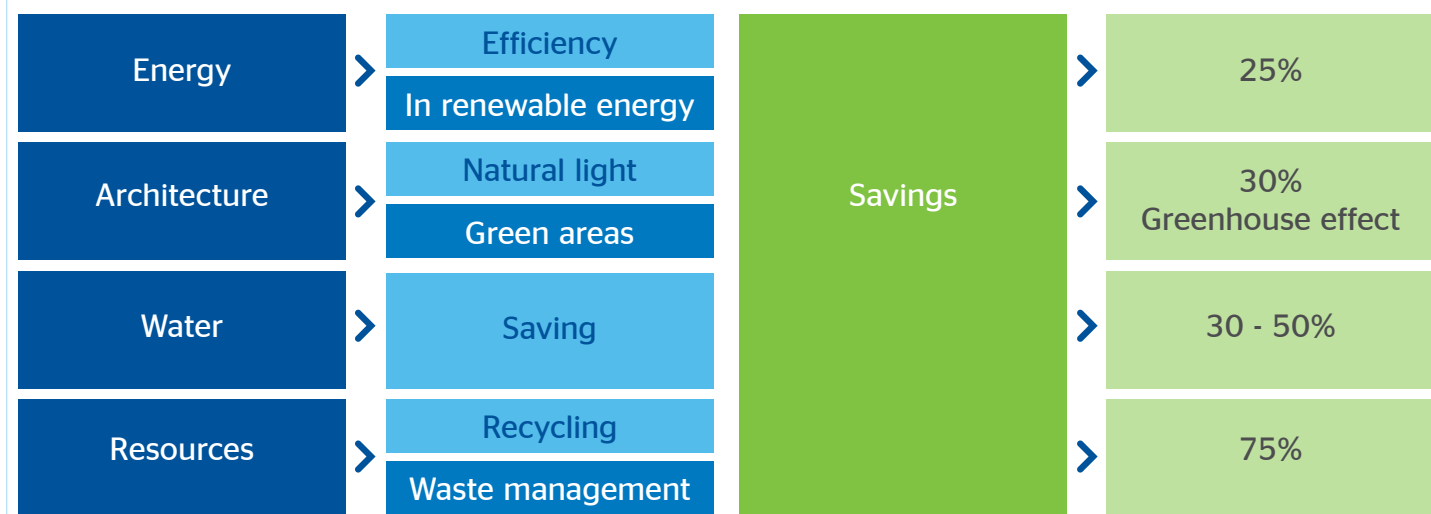 Energy
Efficiency
In renewable energy
25%
Architecture
Natural light
Green areas
Savings
30%
Greenhouse effect
Water
Saving
30 - 50%
Resources
Recycling
Waste management
75%